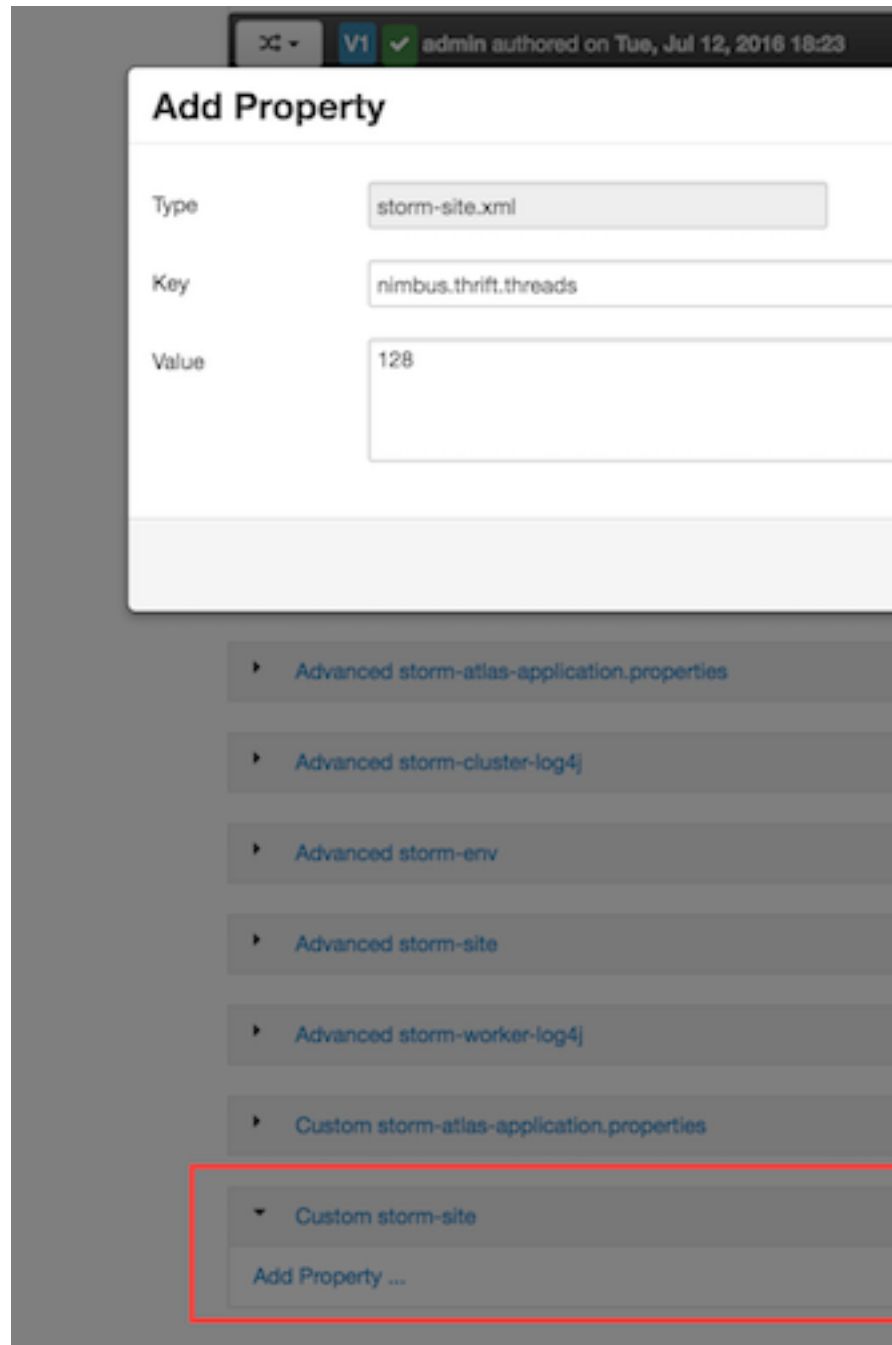 V1 admin authored on Tue, Jul 12, 2016 18:23
Add Property
Type
storm-site.xml
Key
nimbus.thrift.threads
Value
128
Advanced storm-atlas-application.properties
Advanced storm-cluster-log4j
Advanced storm-env
Advanced storm-site
Advanced storm-worker-log4j
Custom storm-atlas-application.properties
Custom storm-site
Add Property ...